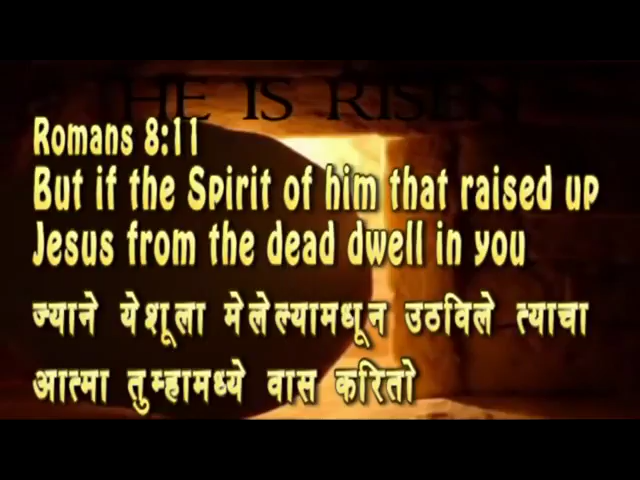 HE IS RISEN
Romans 8:11
But if the Spirit of him that raised up
Jesus from the dead dwell in you
ज्याने येशूला मेलेल्यामधून उठविले त्याचा
आत्मा तुम्हामध्ये वास करितो